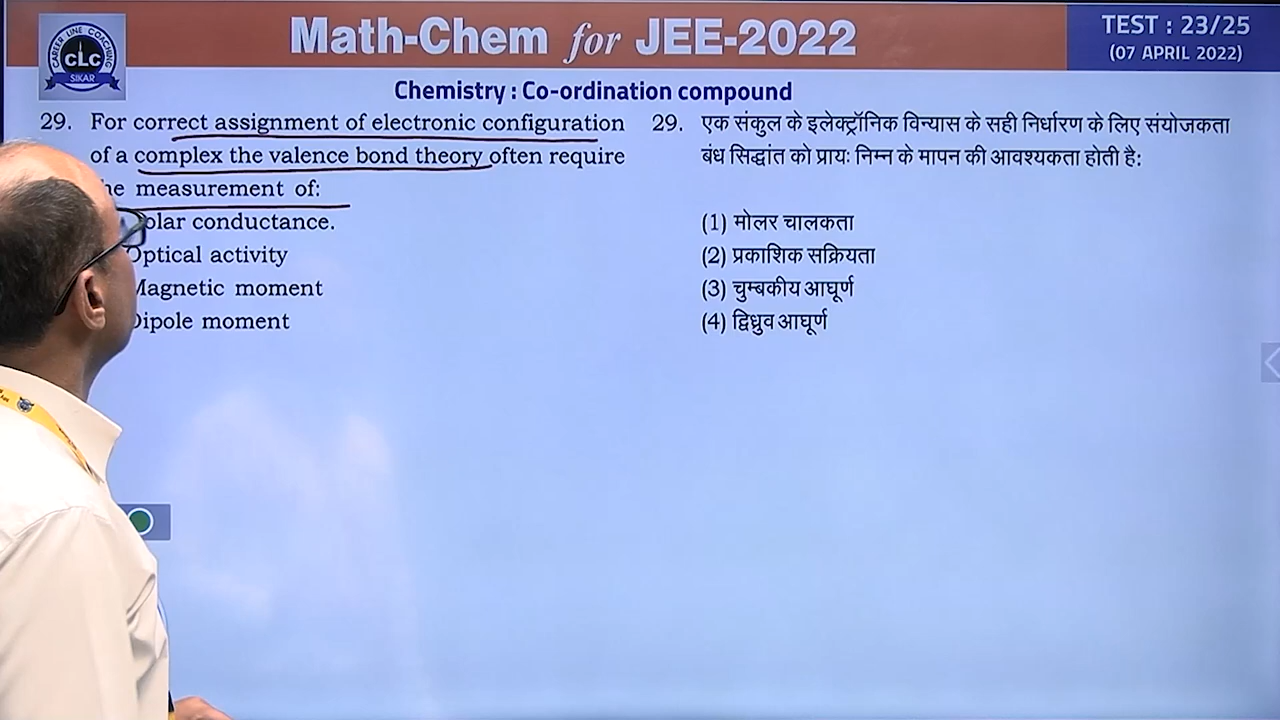 CAREER LINE COACHING
CLC
SIKAR
Math-Chem for JEE-2022
TEST : 23/25
(07 APRIL 2022)
Chemistry : Co-ordination compound
29. For correct assignment of electronic configuration
of a complex the valence bond theory often require
measurement of:
conductance.
Optical activity
Magnetic moment
Dipole moment
29. एक संकुल के इलेक्ट्रॉनिक विन्यास के सही निर्धारण के लिए संयोजकता
बंध सिद्धांत को प्रायः निम्न के मापन की आवश्यकता होती है:
(1) मोलर चालकता
(2) प्रकाशिक सक्रियता
(3) चुम्बकीय आघूर्ण
(4) द्विध्रुव आघूर्ण